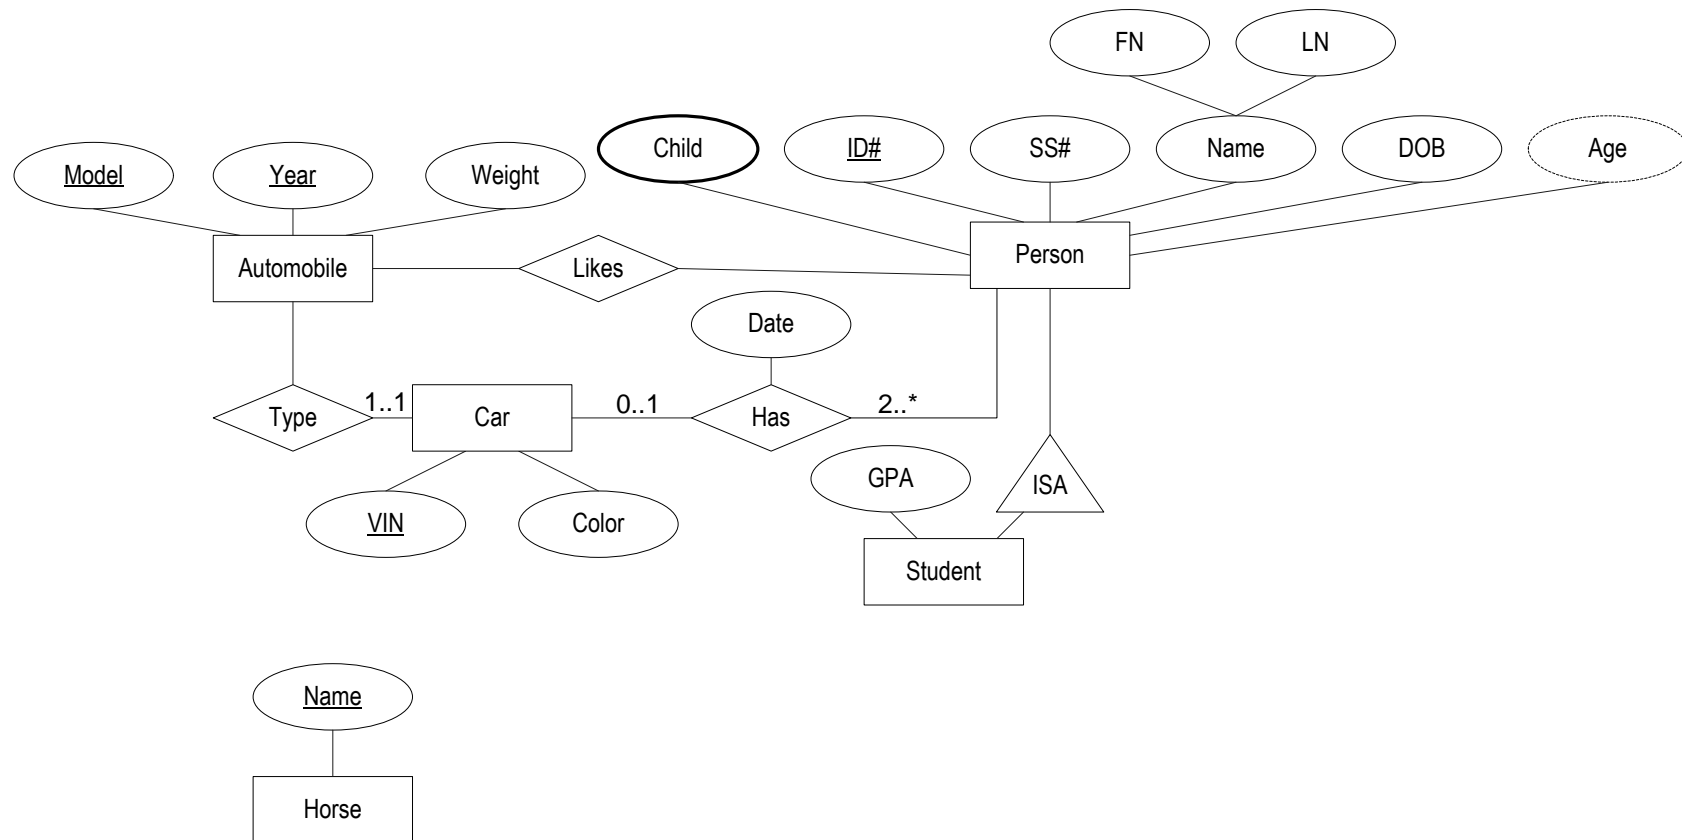 FN LN
Child ID# SS# Name DOB Age
Model Year Weight
Automobile Likes Person
Date
Type 1..1 Car 0..1 Has 2..*
GPA ISA
VIN Color
Student
Name
Horse